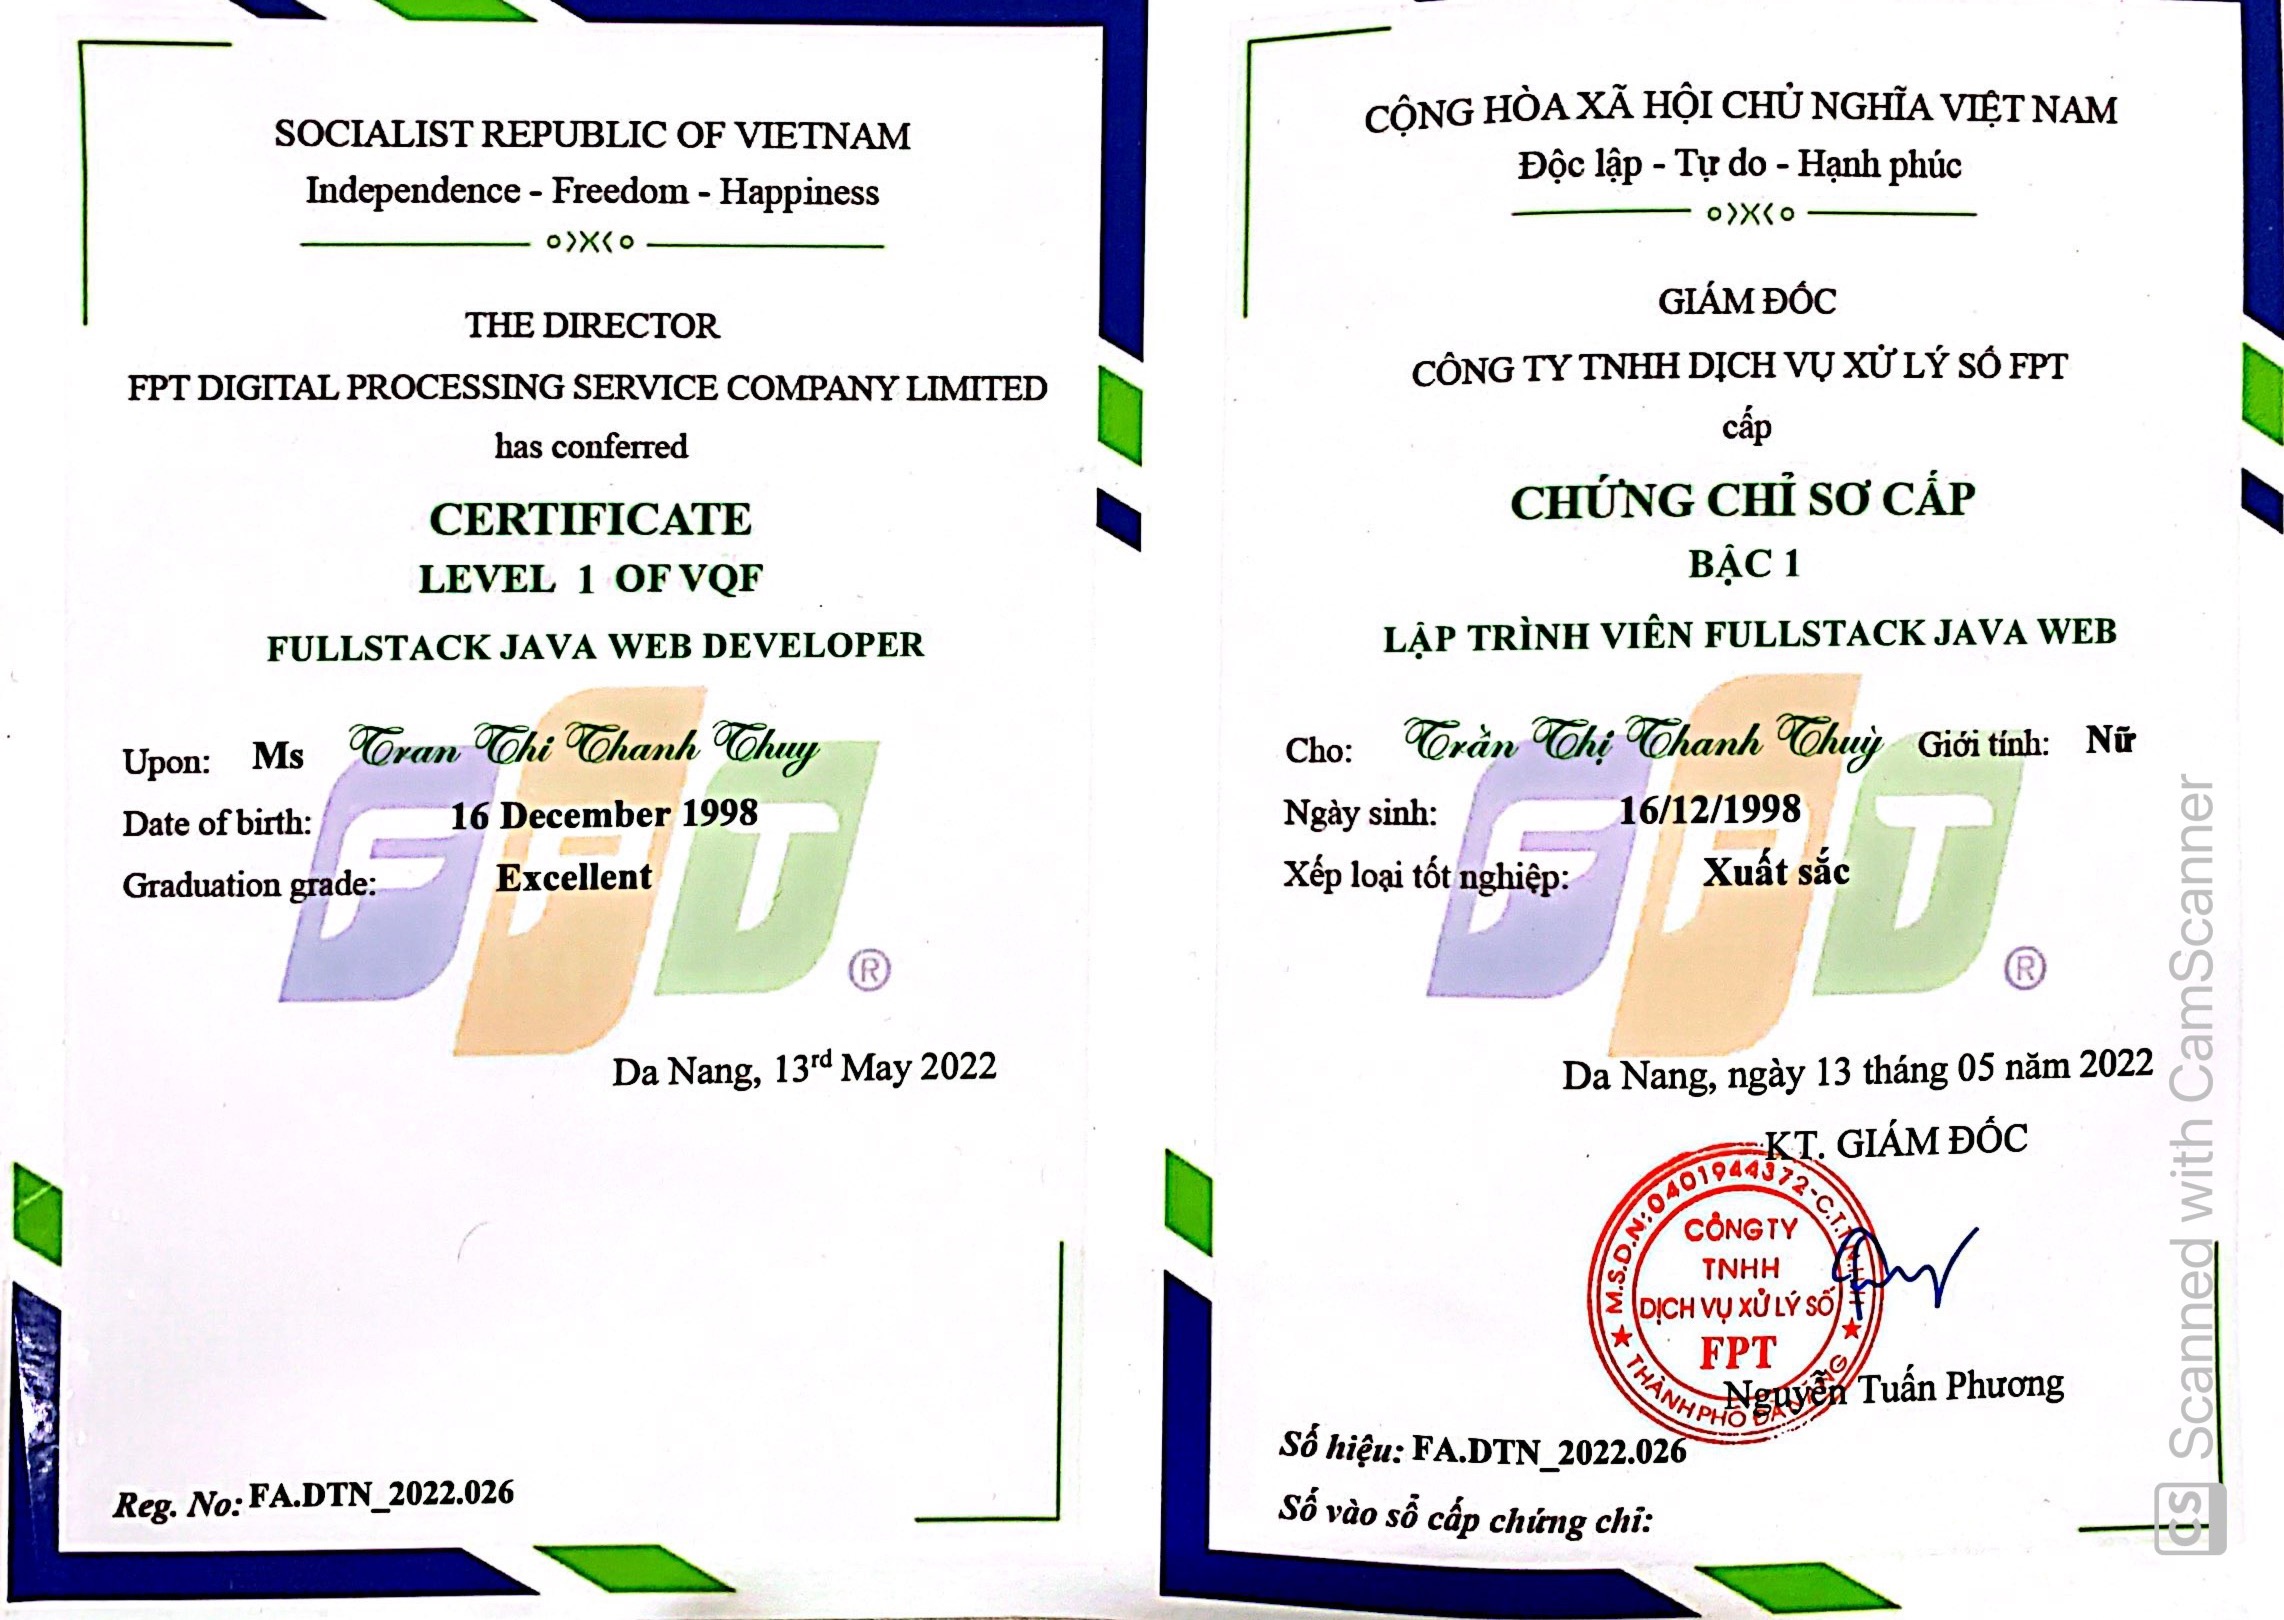 SOCIALIST REPUBLIC OF VIETNAM
Independence - Freedom - Happiness
THE DIRECTOR
FPT DIGITAL PROCESSING SERVICE COMPANY LIMITED
has conferred
CERTIFICATE
LEVEL 1 OF VQF
FULLSTACK JAVA WEB DEVELOPER
Upon: Ms Tran Thi Thanh Thuy
Date of birth: 16 December 1998
Graduation grade: Excellent
FPT ®
Da Nang, 13rd May 2022
Reg. No: FA.DTN_2022.026
CỘNG HÒA XÃ HỘI CHỦ NGHĨA VIỆT NAM
Độc lập - Tự do - Hạnh phúc
GIÁM ĐỐC
CÔNG TY TNHH DỊCH VỤ XỬ LÝ SỐ FPT
cấp
CHỨNG CHỈ SƠ CẤP
BẬC 1
LẬP TRÌNH VIÊN FULLSTACK JAVA WEB
Cho: Trần Thị Thanh Thuỳ Giới tính: Nữ
Ngày sinh: 16/12/1998
Xếp loại tốt nghiệp: Xuất sắc
FPT ®
Da Nang, ngày 13 tháng 05 năm 2022
KT. GIÁM ĐỐC
M.S.D.N: 0401944372-C.T.T.N.H.H
CÔNG TY
TNHH
DỊCH VỤ XỬ LÝ SỐ
FPT
THÀNH PHỐ ĐÀ NẴNG
Nguyễn Tuấn Phương
Số hiệu: FA.DTN_2022.026
Số vào sổ cấp chứng chỉ:
CS Scanned with CamScanner